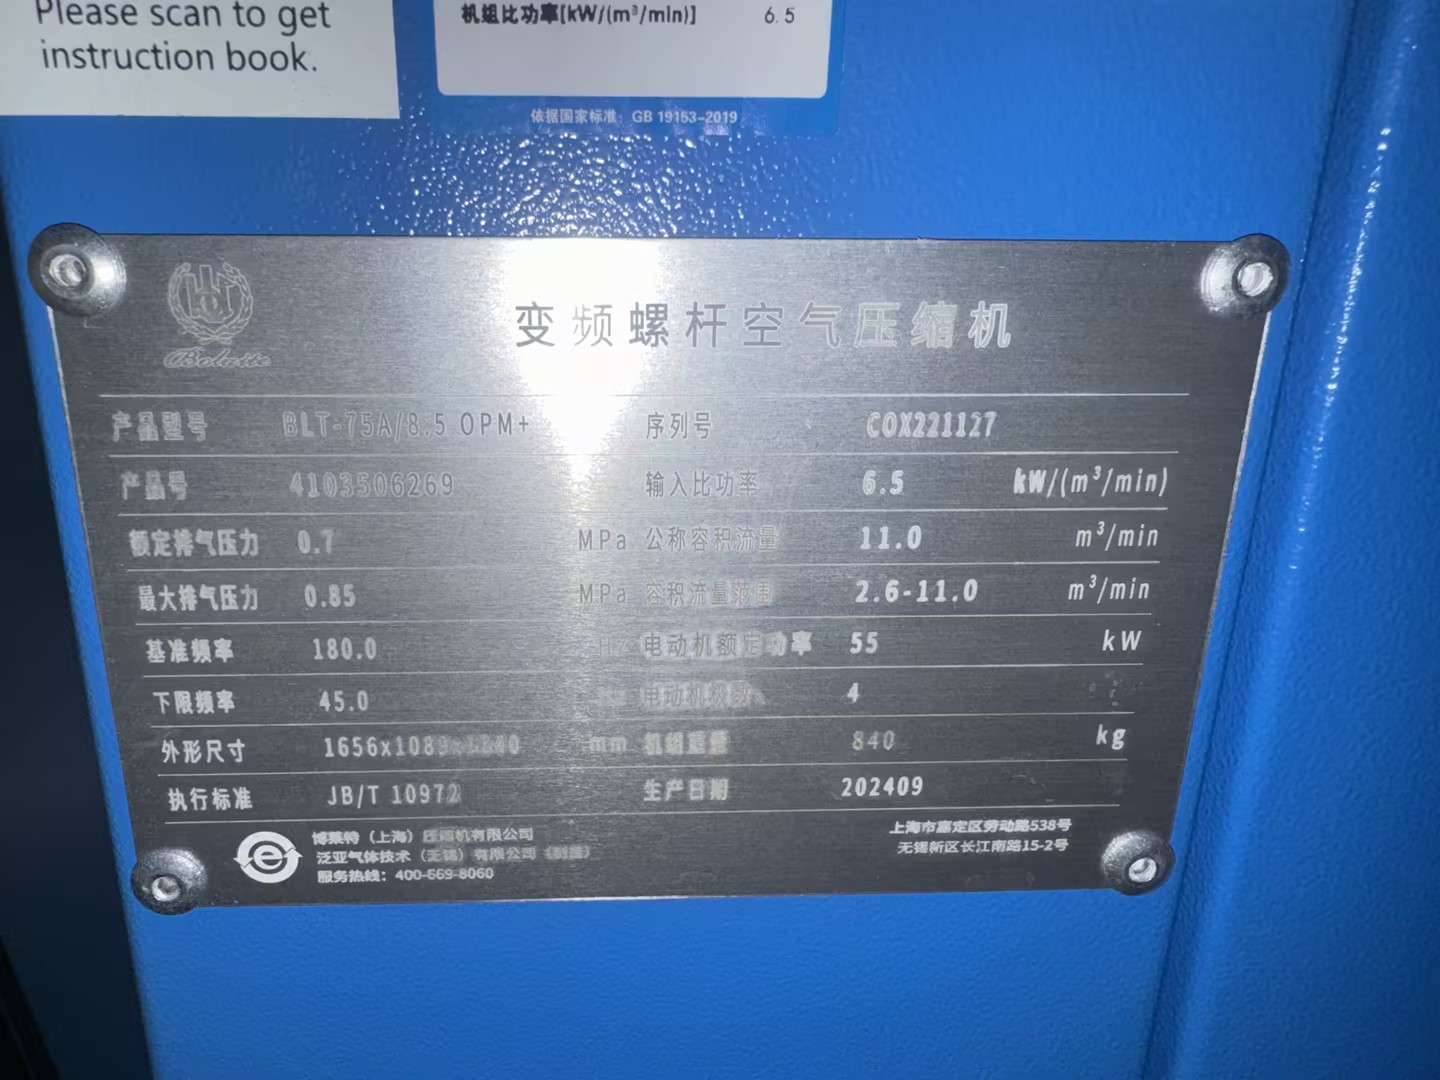 Please scan to get
instruction book.
机组比功率[kW/(m³/min)] 6.5
依据国家标准: GB 19153-2019
变频螺杆空气压缩机
产品型号 BLT-75A/8.5 OPM+ 序列号 COX221127
产品号 4103506269 输入比功率 6.5 kW/(m³/min)
额定排气压力 0.7 MPa 公称容积流量 11.0 m³/min
最大排气压力 0.85 MPa 容积流量范围 2.6-11.0 m³/min
基准频率 180.0 Hz 电动机额定功率 55 kW
下限频率 45.0 电动机极数 4
外形尺寸 1656x1089 mm 机组重量 840 kg
执行标准 JB/T 10972 生产日期 202409
博莱特（上海）压缩机有限公司 上海市嘉定区劳动路538号
泛亚气体技术（无锡）有限公司（制造） 无锡新区长江南路15-2号
服务热线：400-669-8060